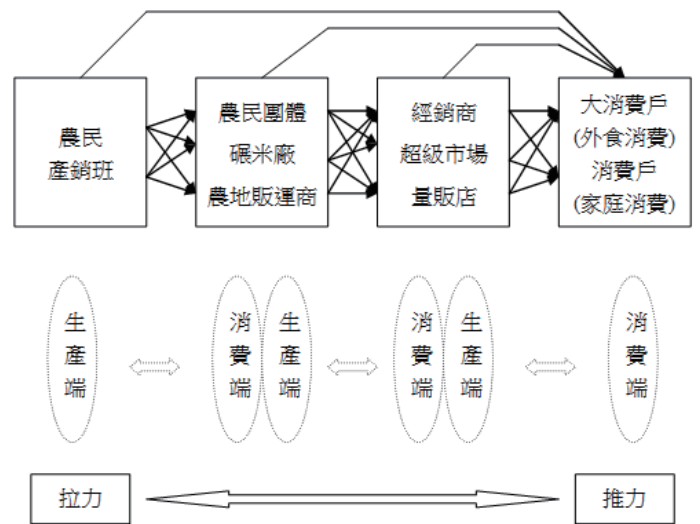 農民
產銷班
農民團體
碾米廠
農地販運商
經銷商
超級市場
量販店
大消費戶
(外食消費)
消費戶
(家庭消費)
生產端
消費端
生產端
消費端
生產端
消費端
拉力
推力